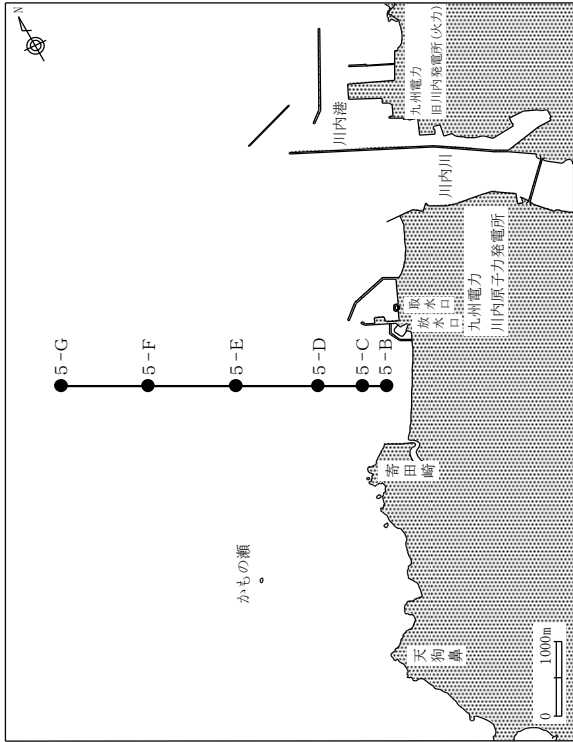 N
5-G
5-F
5-E
5-D
5-C
5-B
かもの瀬
天狗鼻
寄田崎
放水口
取水口
九州電力
川内原子力発電所
川内川
川内港
九州電力
旧川内発電所(火力)
0 1000m